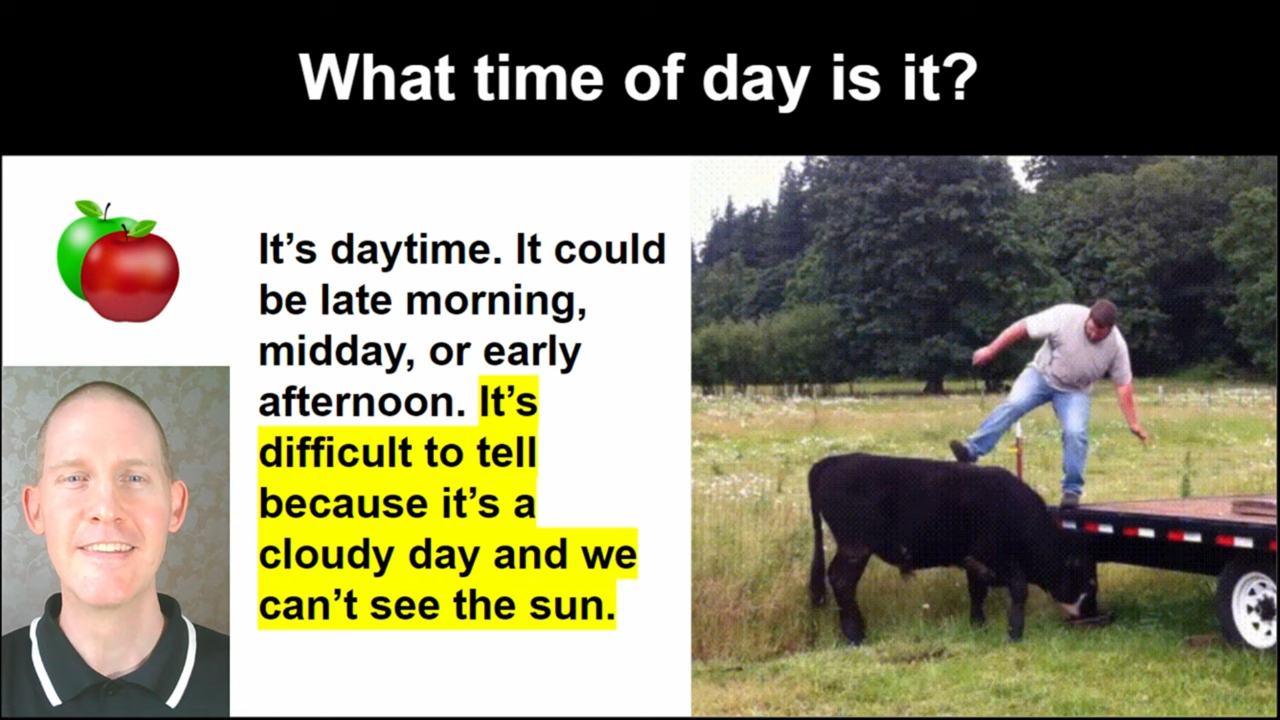 What time of day is it?
It’s daytime. It could
be late morning,
midday, or early
afternoon. It’s
difficult to tell
because it’s a
cloudy day and we
can’t see the sun.